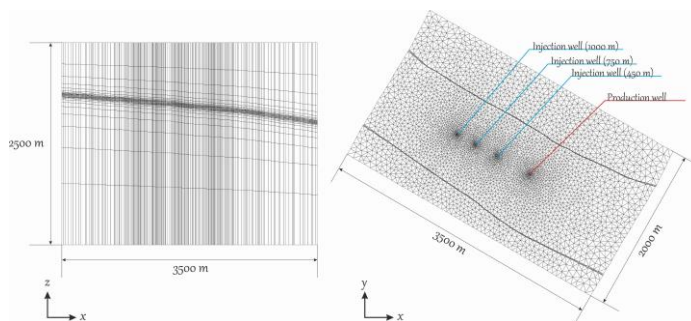 2500 m
3500 m
z
x
Injection well (1000 m)
Injection well (750 m)
Injection well (450 m)
Production well
3500 m
2000 m
y
x